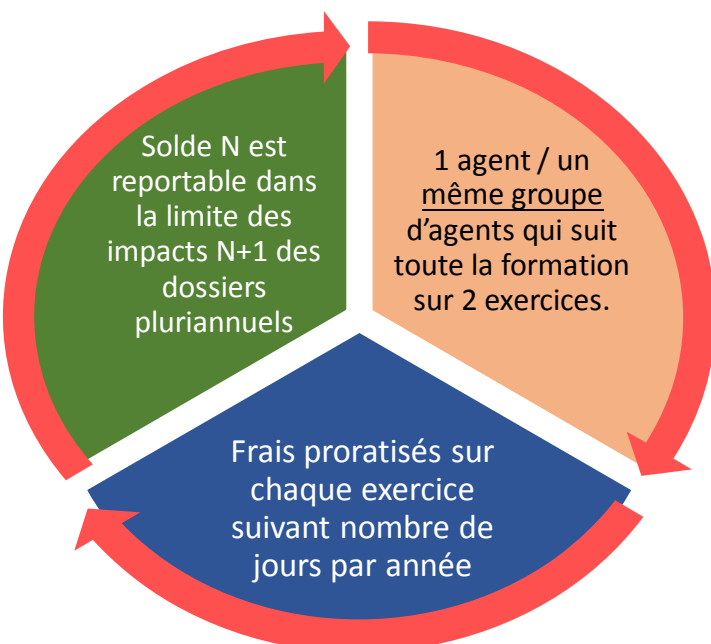 Solde N est
reportable dans
la limite des
impacts N+1 des
dossiers
pluriannuels
1 agent / un
même groupe
d’agents qui suit
toute la formation
sur 2 exercices.
Frais proratisés sur
chaque exercice
suivant nombre de
jours par année